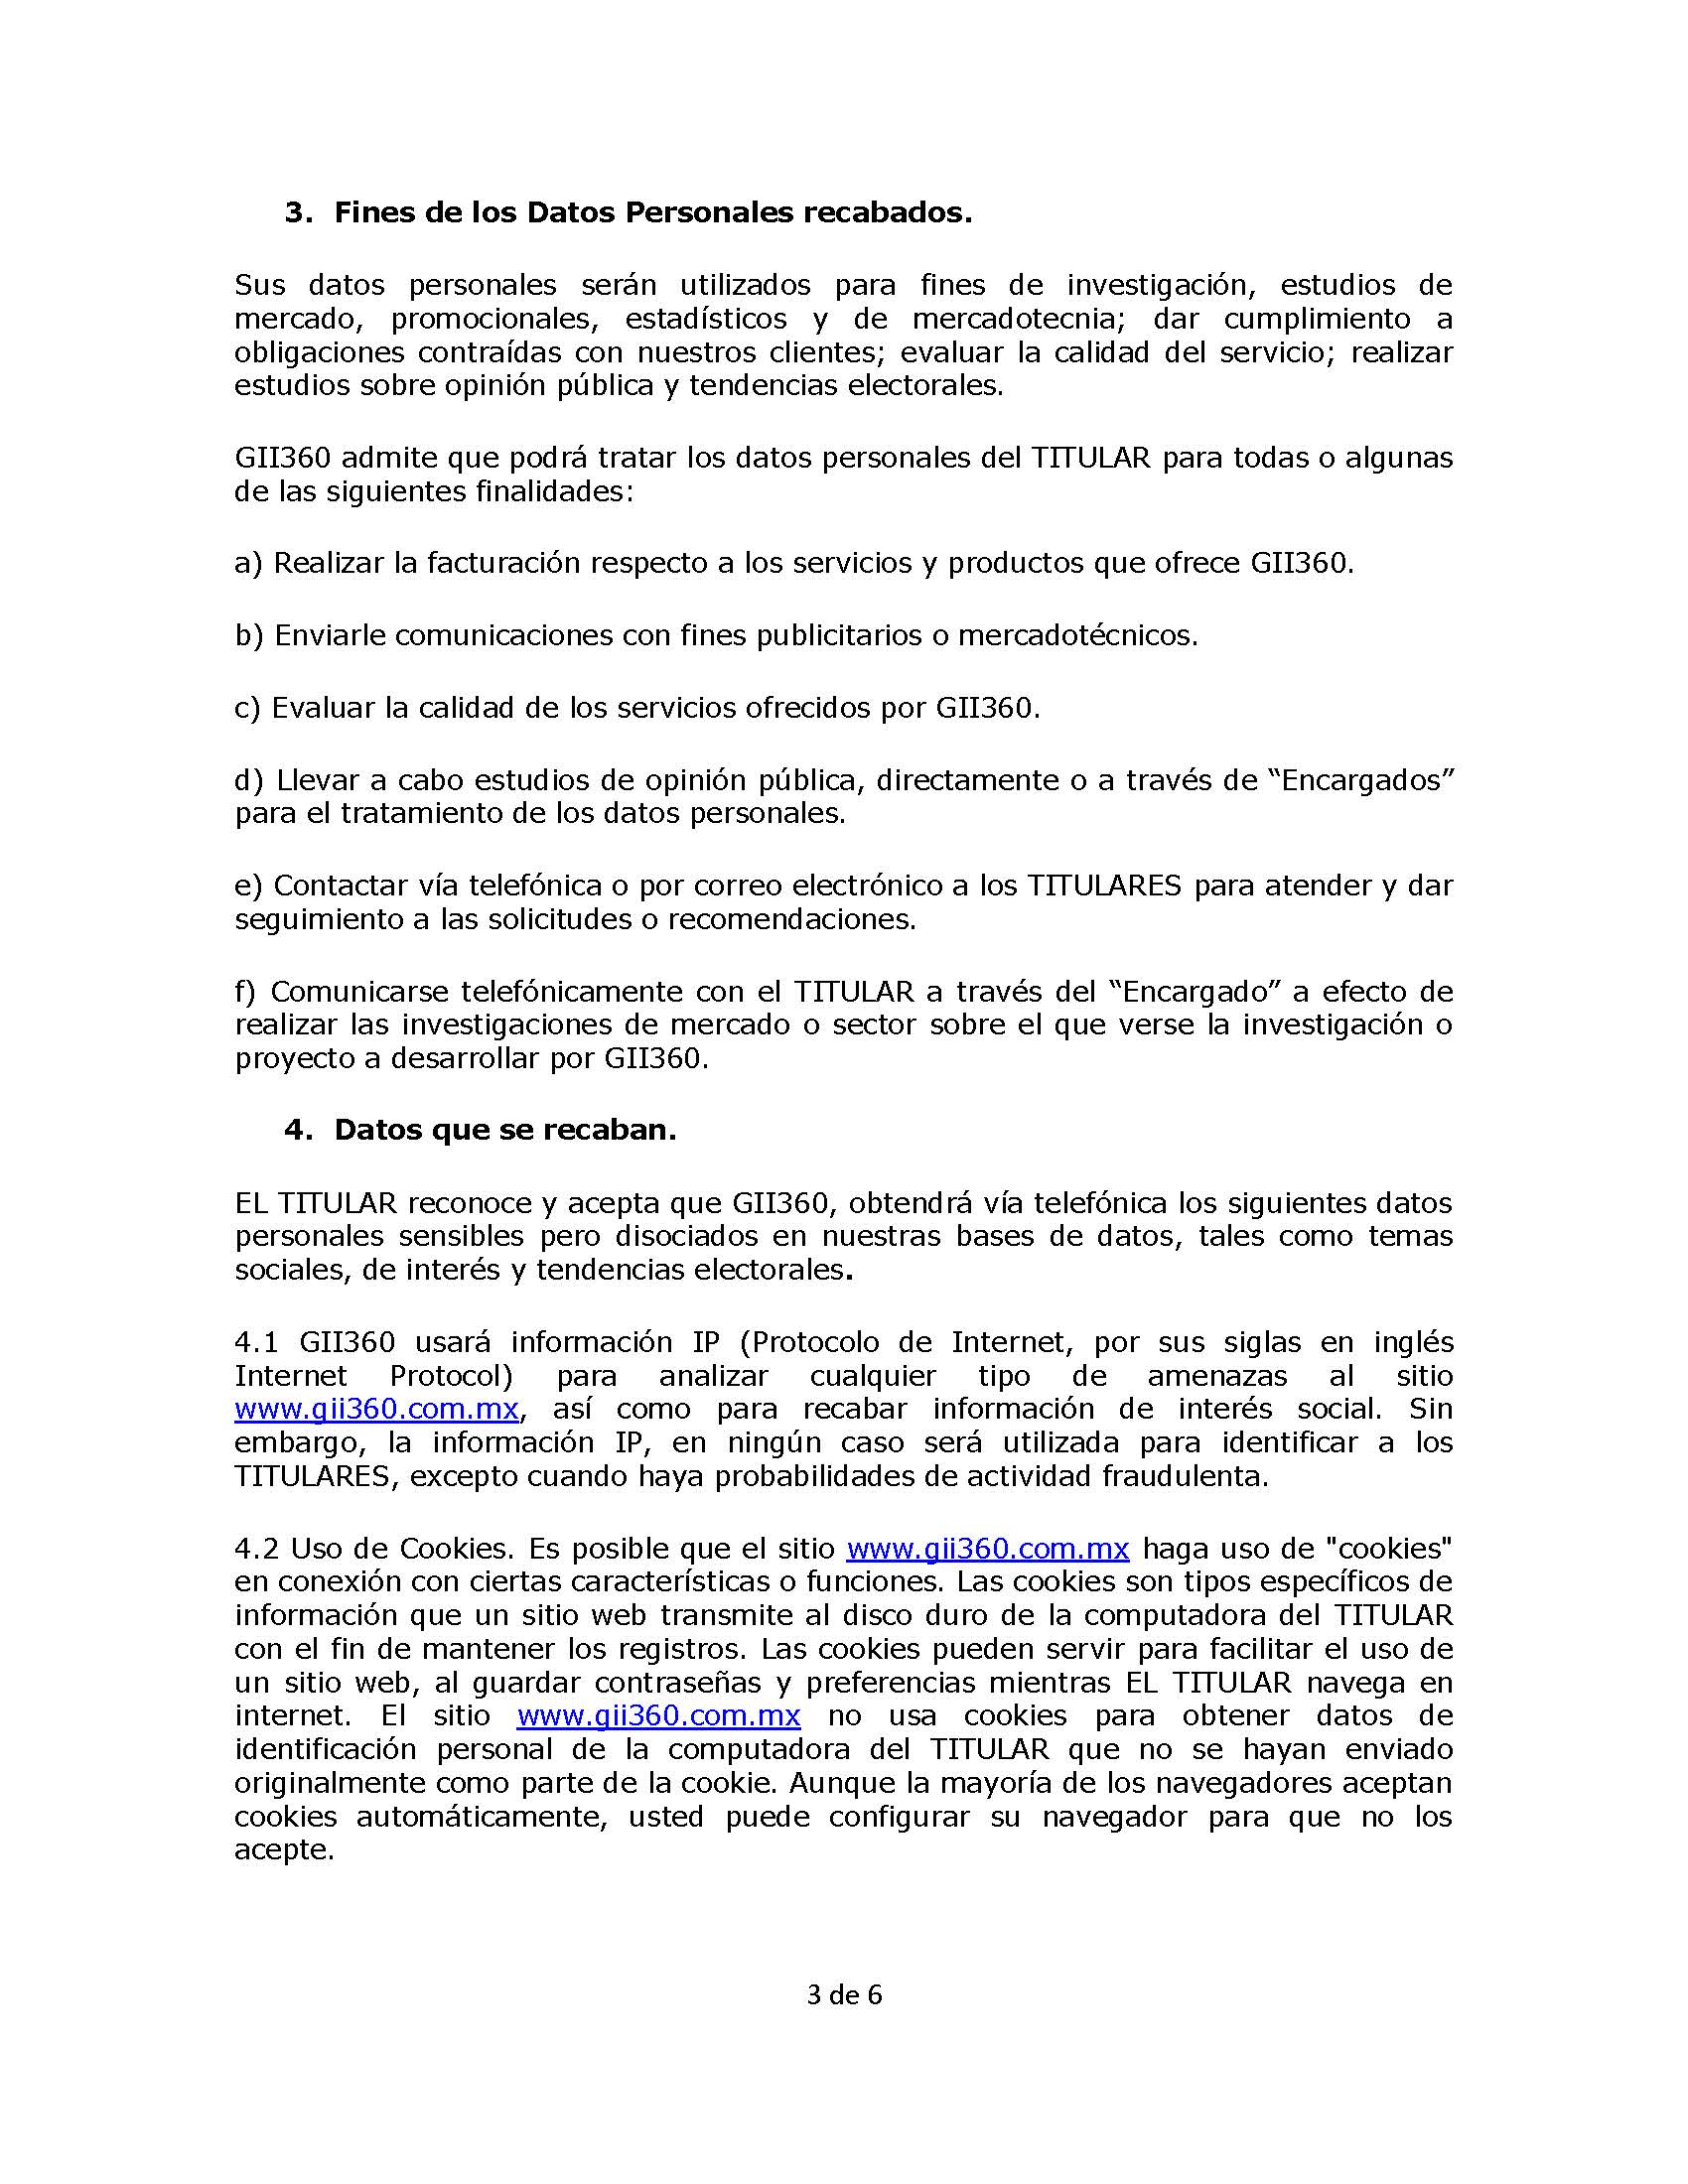 3. Fines de los Datos Personales recabados.
Sus datos personales serán utilizados para fines de investigación, estudios de
mercado, promocionales, estadísticos y de mercadotecnia; dar cumplimiento a
obligaciones contraídas con nuestros clientes; evaluar la calidad del servicio; realizar
estudios sobre opinión pública y tendencias electorales.
GII360 admite que podrá tratar los datos personales del TITULAR para todas o algunas
de las siguientes finalidades:
a) Realizar la facturación respecto a los servicios y productos que ofrece GII360.
b) Enviarle comunicaciones con fines publicitarios o mercadotécnicos.
c) Evaluar la calidad de los servicios ofrecidos por GII360.
d) Llevar a cabo estudios de opinión pública, directamente o a través de “Encargados”
para el tratamiento de los datos personales.
e) Contactar vía telefónica o por correo electrónico a los TITULARES para atender y dar
seguimiento a las solicitudes o recomendaciones.
f) Comunicarse telefónicamente con el TITULAR a través del “Encargado” a efecto de
realizar las investigaciones de mercado o sector sobre el que verse la investigación o
proyecto a desarrollar por GII360.
4. Datos que se recaban.
EL TITULAR reconoce y acepta que GII360, obtendrá vía telefónica los siguientes datos
personales sensibles pero disociados en nuestras bases de datos, tales como temas
sociales, de interés y tendencias electorales.
4.1 GII360 usará información IP (Protocolo de Internet, por sus siglas en inglés
Internet Protocol) para analizar cualquier tipo de amenazas al sitio
www.gii360.com.mx, así como para recabar información de interés social. Sin
embargo, la información IP, en ningún caso será utilizada para identificar a los
TITULARES, excepto cuando haya probabilidades de actividad fraudulenta.
4.2 Uso de Cookies. Es posible que el sitio www.gii360.com.mx haga uso de "cookies"
en conexión con ciertas características o funciones. Las cookies son tipos específicos de
información que un sitio web transmite al disco duro de la computadora del TITULAR
con el fin de mantener los registros. Las cookies pueden servir para facilitar el uso de
un sitio web, al guardar contraseñas y preferencias mientras EL TITULAR navega en
internet. El sitio www.gii360.com.mx no usa cookies para obtener datos de
identificación personal de la computadora del TITULAR que no se hayan enviado
originalmente como parte de la cookie. Aunque la mayoría de los navegadores aceptan
cookies automáticamente, usted puede configurar su navegador para que no los
acepte.
3 de 6